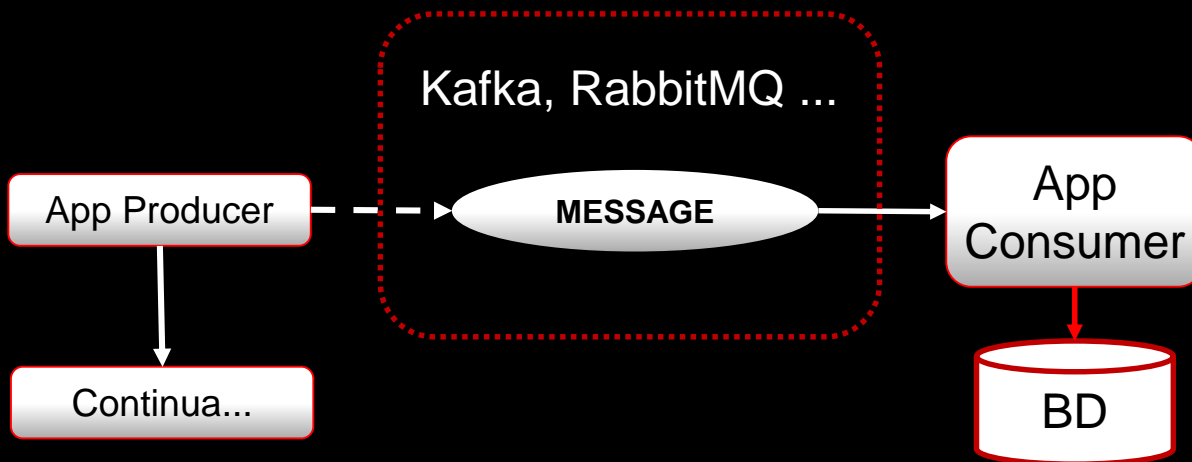 Kafka, RabbitMQ ...
App Producer
MESSAGE
App
Consumer
Continua...
BD